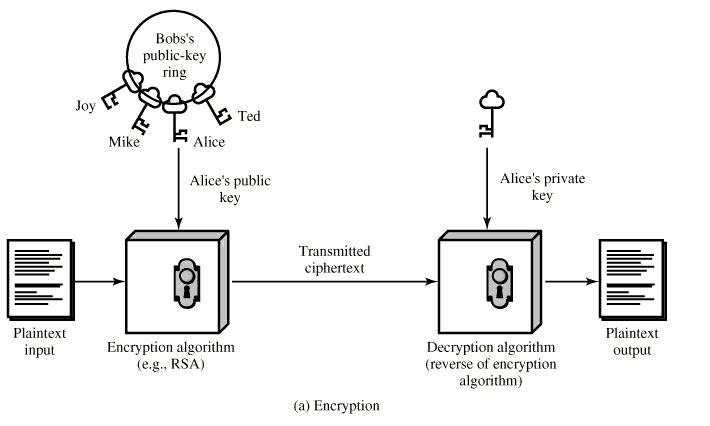 Bobs's
public-key
ring
Joy
Mike
Alice
Ted
Alice's public
key
Alice's private
key
Transmitted
ciphertext
Plaintext
input
Encryption algorithm
(e.g., RSA)
Decryption algorithm
(reverse of encryption
algorithm)
Plaintext
output
(a) Encryption